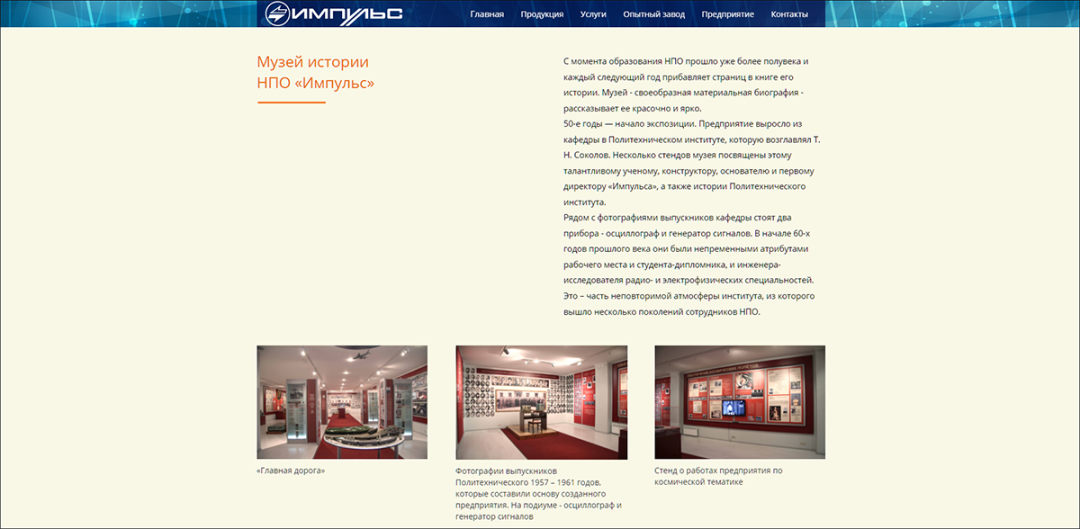 ИМПУЛЬС
Главная Продукция Услуги Опытный завод Предприятие Контакты
Музей истории
НПО «Импульс»
С момента образования НПО прошло уже более полувека и
каждый следующий год прибавляет страниц в книге его
истории. Музей - своеобразная материальная биография -
рассказывает ее красочно и ярко.
50-е годы — начало экспозиции. Предприятие выросло из
кафедры в Политехническом институте, которую возглавлял Т.
Н. Соколов. Несколько стендов музея посвящены этому
талантливому ученому, конструктору, основателю и первому
директору «Импульса», а также истории Политехнического
института.
Рядом с фотографиями выпускников кафедры стоят два
прибора - осциллограф и генератор сигналов. В начале 60-х
годов прошлого века они были непременными атрибутами
рабочего места и студента-дипломника, и инженера-
исследователя радио- и электрофизических специальностей.
Это – часть неповторимой атмосферы института, из которого
вышло несколько поколений сотрудников НПО.
«Главная дорога»
Фотографии выпускников
Политехнического 1957 – 1961 годов,
которые составили основу созданного
предприятия. На подиуме - осциллограф и
генератор сигналов
Стенд о работах предприятия по
космической тематике